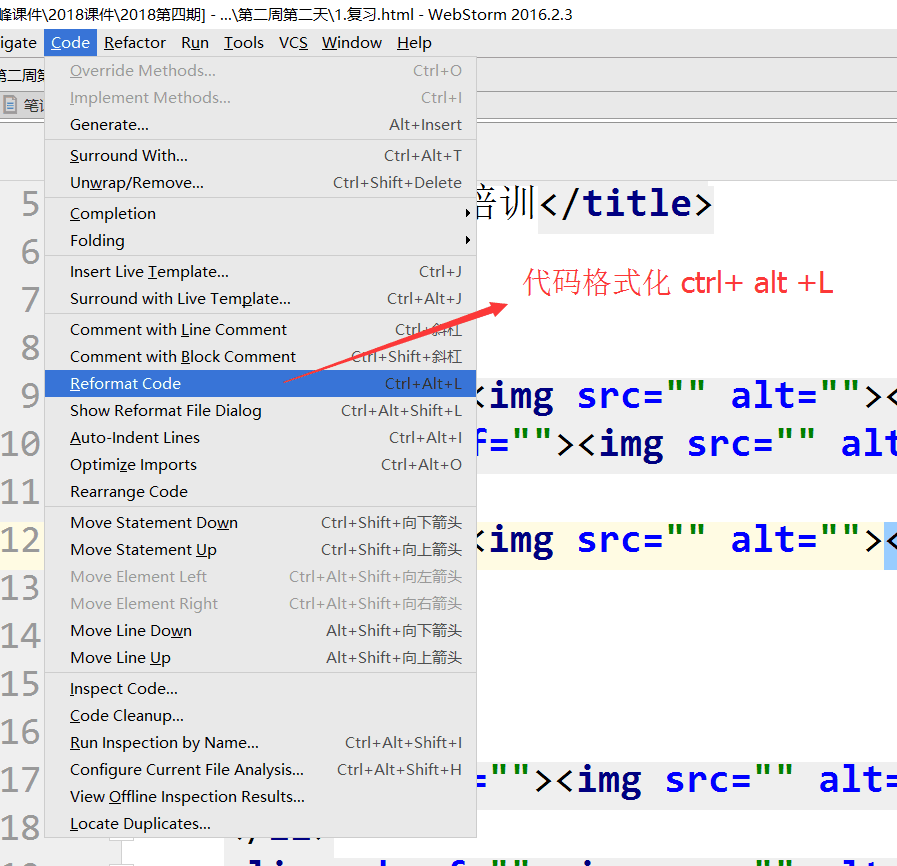 峰课件\2018课件\2018第四期] - ...\第二周第二天\1.复习.html - WebStorm 2016.2.3
igate Code Refactor Run Tools VCS Window Help
第二周第
Override Methods... Ctrl+O
Implement Methods... Ctrl+I
Generate... Alt+Insert
Surround With... Ctrl+Alt+T
Unwrap/Remove... Ctrl+Shift+Delete
5 培训</title>
Completion
Folding
6
Insert Live Template... Ctrl+J
代码格式化 ctrl+ alt +L
7
Surround with Live Template... Ctrl+Alt+J
Comment with Line Comment Ctrl+斜杠
8
Comment with Block Comment Ctrl+Shift+斜杠
Reformat Code Ctrl+Alt+L
9 <img src="" alt=""><
Show Reformat File Dialog Ctrl+Alt+Shift+L
Auto-Indent Lines Ctrl+Alt+I
10 f=""><img src="" alt
Optimize Imports Ctrl+Alt+O
Rearrange Code
11
Move Statement Down Ctrl+Shift+向下箭头
12 <img src="" alt=""><
Move Statement Up Ctrl+Shift+向上箭头
Move Element Left Ctrl+Alt+Shift+向左箭头
13
Move Element Right Ctrl+Alt+Shift+向右箭头
Move Line Down Alt+Shift+向下箭头
14
Move Line Up Alt+Shift+向上箭头
15
Inspect Code...
Code Cleanup...
16
Run Inspection by Name... Ctrl+Alt+Shift+I
Configure Current File Analysis... Ctrl+Alt+Shift+H
17 =""><img src="" alt=
View Offline Inspection Results...
Locate Duplicates...
18